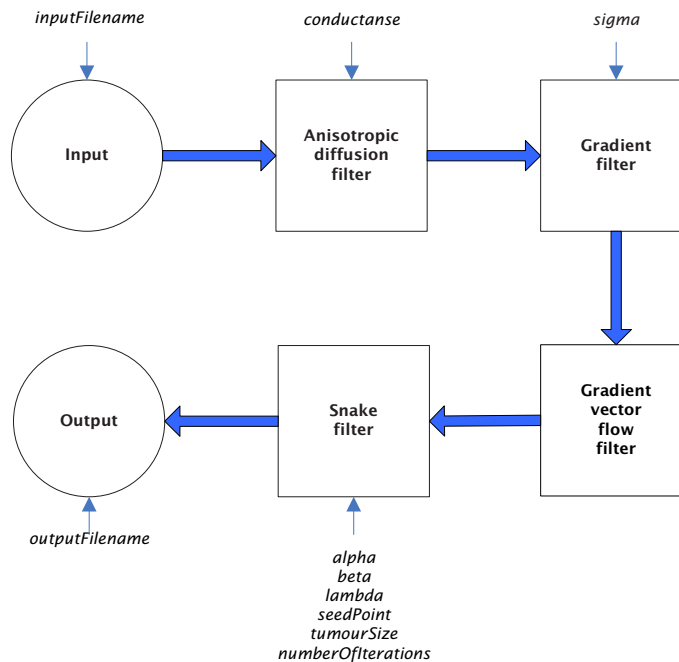 inputFilename
conductanse
sigma
Input
Anisotropic
diffusion
filter
Gradient
filter
Output
Snake
filter
Gradient
vector
flow
filter
outputFilename
alpha
beta
lambda
seedPoint
tumourSize
numberOfIterations